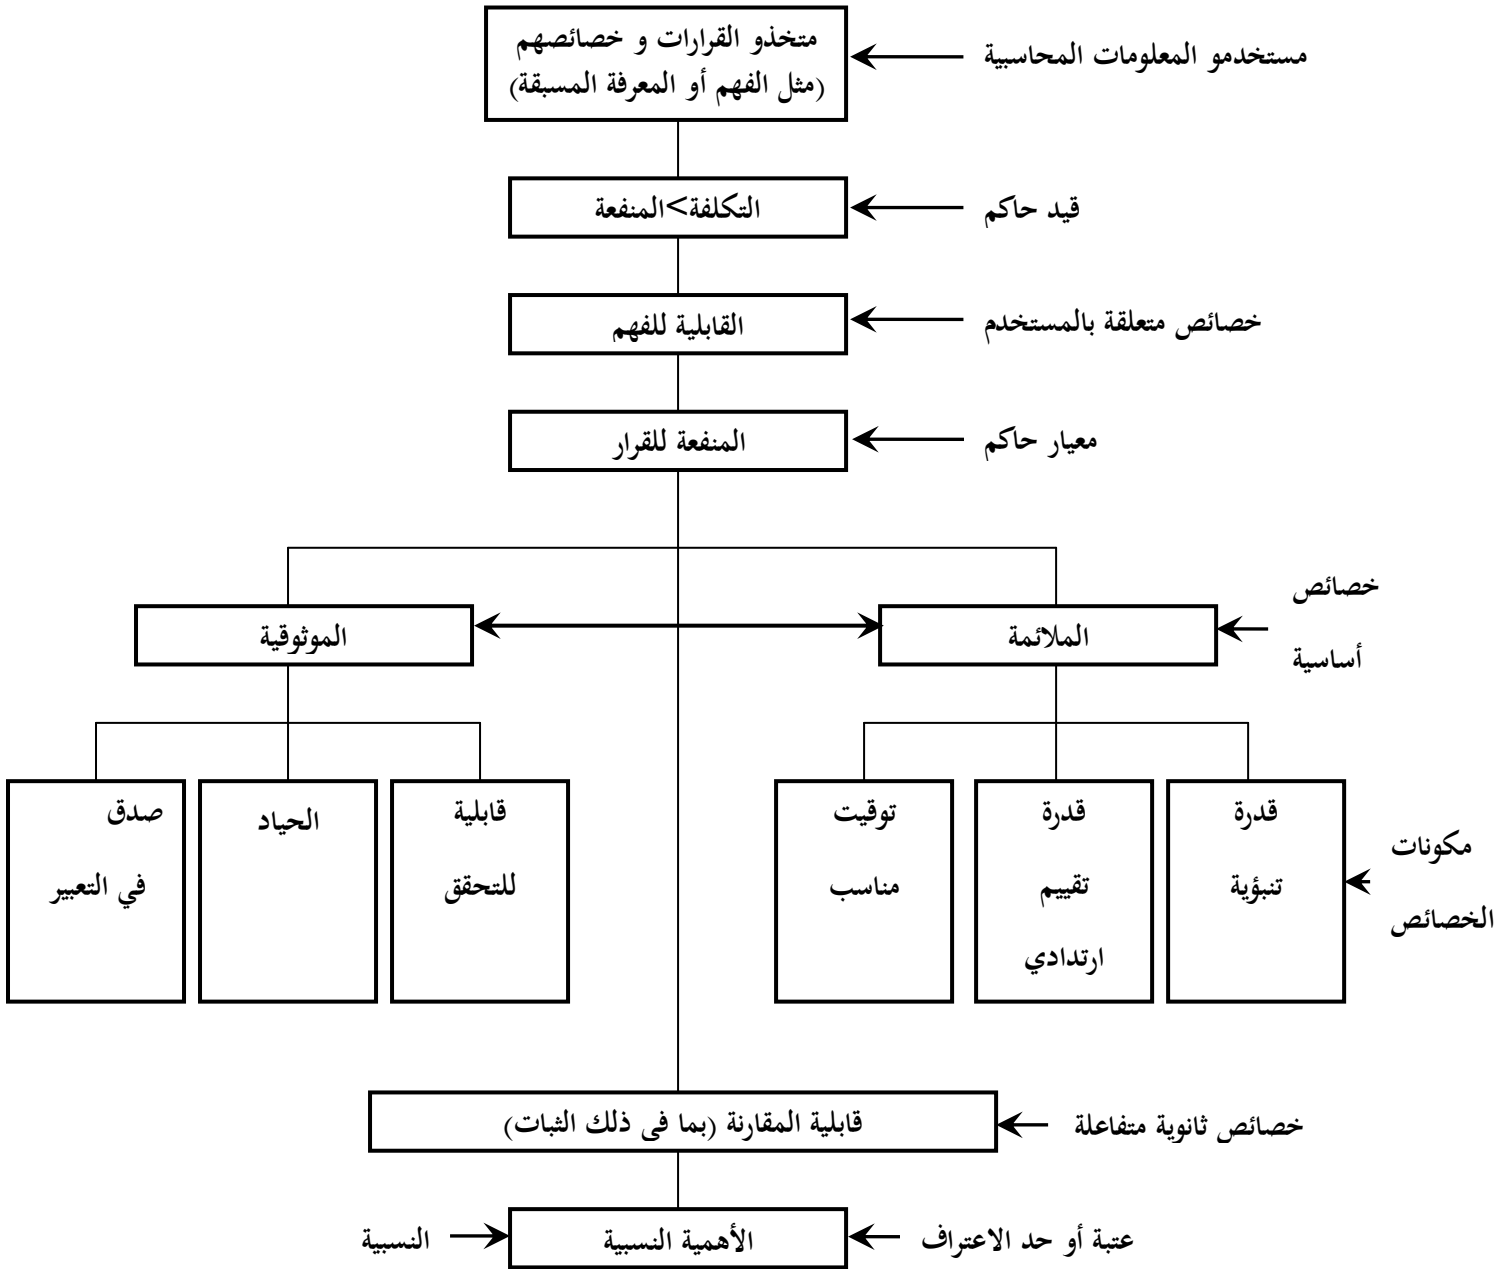 متخذو القرارات و خصائصهم
(مثل الفهم أو المعرفة المسبقة)
مستخدمو المعلومات المحاسبية
التكلفة>المنفعة
قيد حاكم
القابلية للفهم
خصائص متعلقة بالمستخدم
المنفعة للقرار
معيار حاكم
خصائص
أساسية
الملائمة
الموثوقية
مكونات
الخصائص
قدرة
تنبؤية
قدرة
تقييم
ارتدادي
توقيت
مناسب
قابلية
للتحقق
الحياد
صدق
في التعبير
خصائص ثانوية متفاعلة
قابلية المقارنة (بما فى ذلك الثبات)
عتبة أو حد الاعتراف
الأهمية النسبية
النسبية